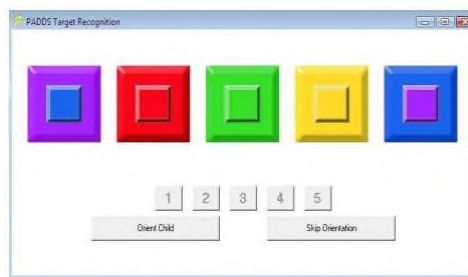 PADDS Target Recognition
1 2 3 4 5
Orient Child Skip Orientation